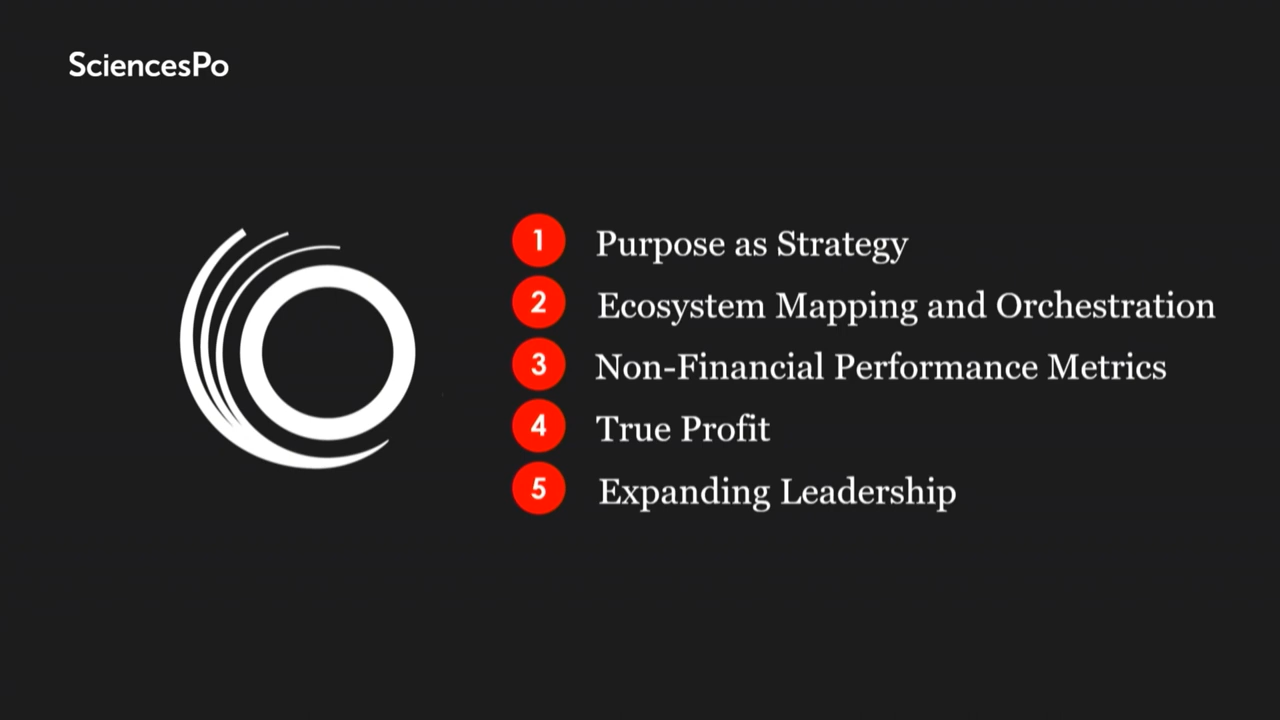 SciencesPo
1 Purpose as Strategy
2 Ecosystem Mapping and Orchestration
3 Non-Financial Performance Metrics
4 True Profit
5 Expanding Leadership